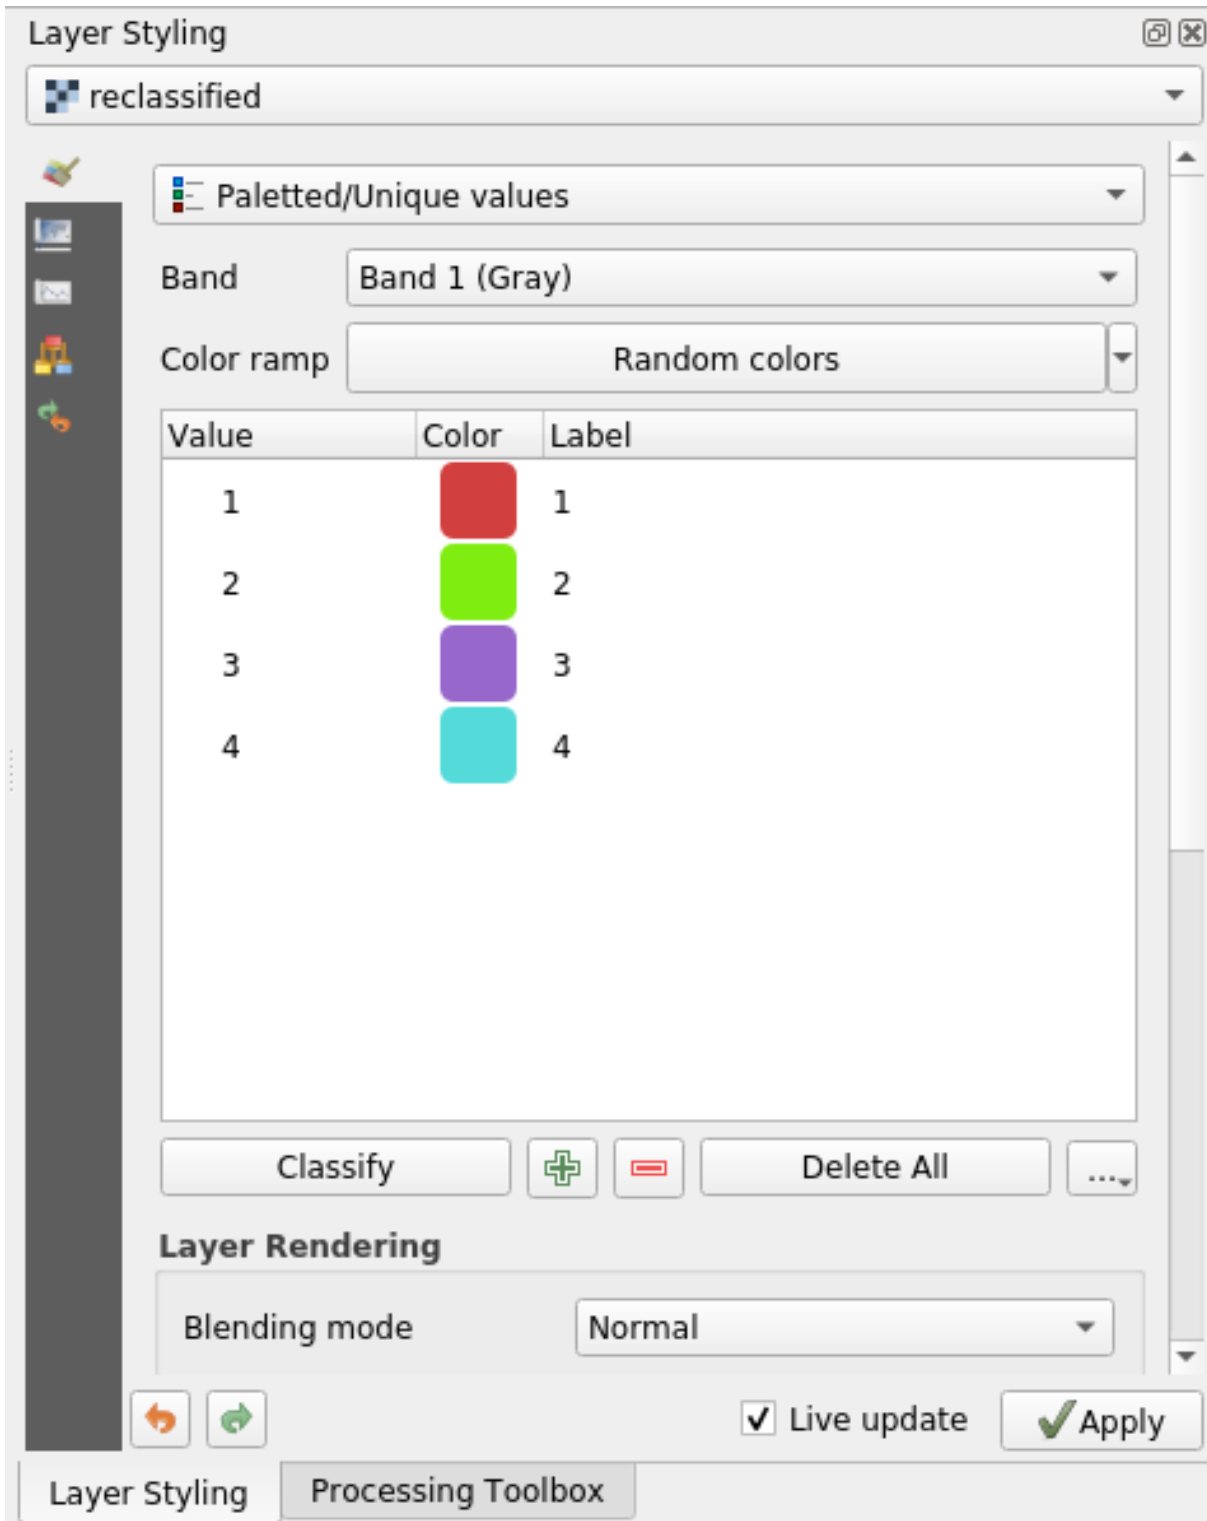 Layer Styling
reclassified
Paletted/Unique values
Band Band 1 (Gray)
Color ramp Random colors
Value Color Label
1 1
2 2
3 3
4 4
Classify Delete All ...
Layer Rendering
Blending mode Normal
Live update Apply
Layer Styling Processing Toolbox